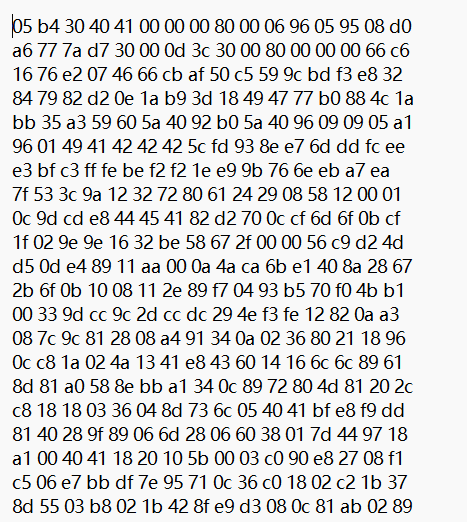 05 b4 30 40 41 00 00 00 80 00 06 96 05 95 08 d0
a6 77 7a d7 30 00 0d 3c 30 00 80 00 00 00 66 c6
16 76 e2 07 46 66 cb af 50 c5 59 9c bd f3 e8 32
84 79 82 d2 0e 1a b9 3d 18 49 47 77 b0 88 4c 1a
bb 35 a3 59 60 5a 40 92 b0 5a 40 96 09 09 05 a1
96 01 49 41 42 42 42 5c fd 93 8e e7 6d dd fc ee
e3 bf c3 ff fe be f2 f2 1e e9 9b 76 6e eb a7 ea
7f 53 3c 9a 12 32 72 80 61 24 29 08 58 12 00 01
0c 9d cd e8 44 45 41 82 d2 70 0c cf 6d 6f 0b cf
1f 02 9e 9e 16 32 be 58 67 2f 00 00 56 c9 d2 4d
d5 0d e4 89 11 aa 00 0a 4a ca 6b e1 40 8a 28 67
2b 6f 0b 10 08 11 2e 89 f7 04 93 b5 70 f0 4b b1
00 33 9d cc 9c 2d cc dc 29 4e f3 fe 12 82 0a a3
08 7c 9c 81 28 08 a4 91 34 0a 02 36 80 21 18 96
0c c8 1a 02 4a 13 41 e8 43 60 14 16 6c 6c 89 61
8d 81 a0 58 8e bb a1 34 0c 89 72 80 4d 81 20 2c
c8 18 18 03 36 04 8d 73 6c 05 40 41 bf e8 f9 dd
81 40 28 9f 89 06 6d 28 06 60 38 01 7d 44 97 18
a1 00 40 41 18 20 10 5b 00 03 c0 90 e8 27 08 f1
c5 06 e7 bb df 7e 95 71 0c 36 c0 18 02 c2 1b 37
8d 55 03 b8 02 1b 42 8f e9 d3 08 0c 81 ab 02 89